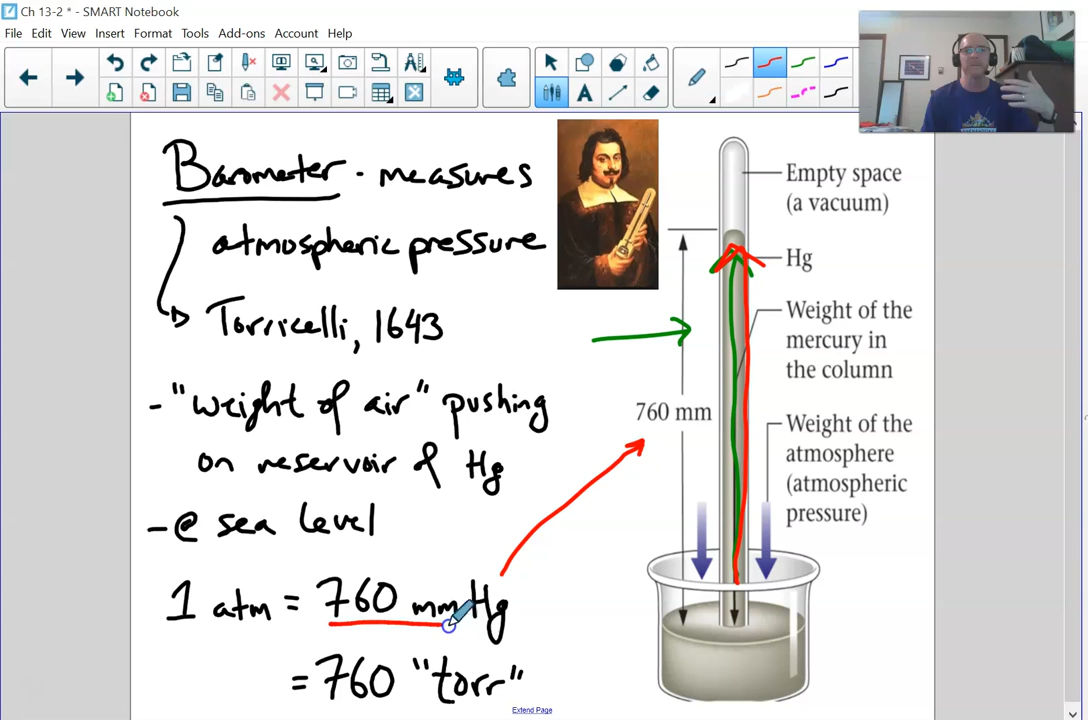 Ch 13-2 * - SMART Notebook
File Edit View Insert Format Tools Add-ons Account Help
Barometer - measures
atmospheric pressure
Torricelli, 1643
- "weight of air" pushing
on reservoir of Hg
- @ sea level
1 atm = 760 mmHg
= 760 "torr"
Empty space
(a vacuum)
Hg
Weight of the
mercury in
the column
760 mm
Weight of the
atmosphere
(atmospheric
pressure)
Extend Page